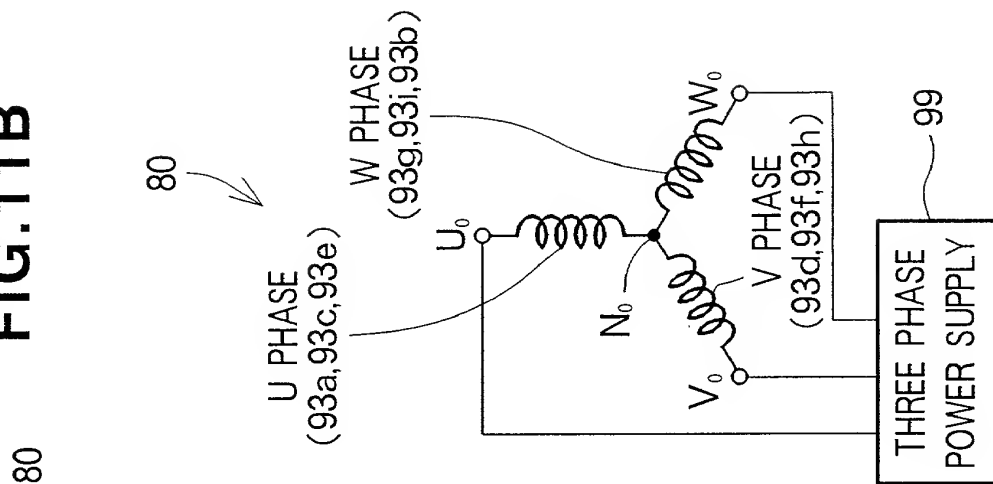 FIG.11B
80
80
W PHASE
(93g,93i,93b)
U PHASE
(93a,93c,93e)
U₀
W₀
N₀
V PHASE
(93d,93f,93h)
V₀
99
THREE PHASE
POWER SUPPLY